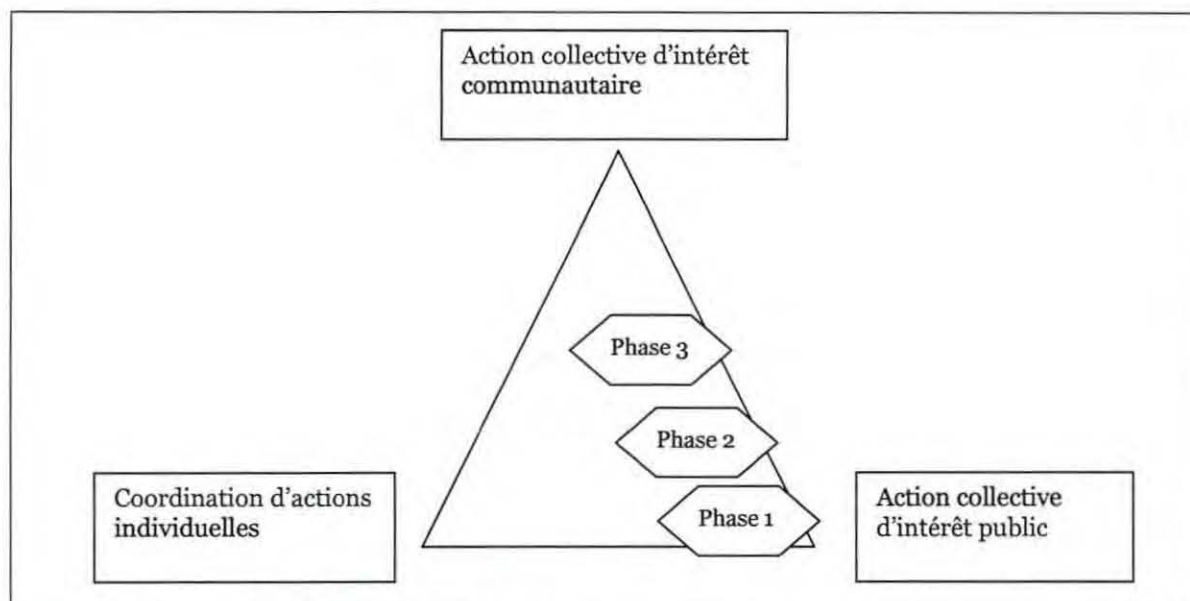 Action collective d'intérêt
communautaire
Phase 3
Phase 2
Phase 1
Coordination d'actions
individuelles
Action collective
d'intérêt public